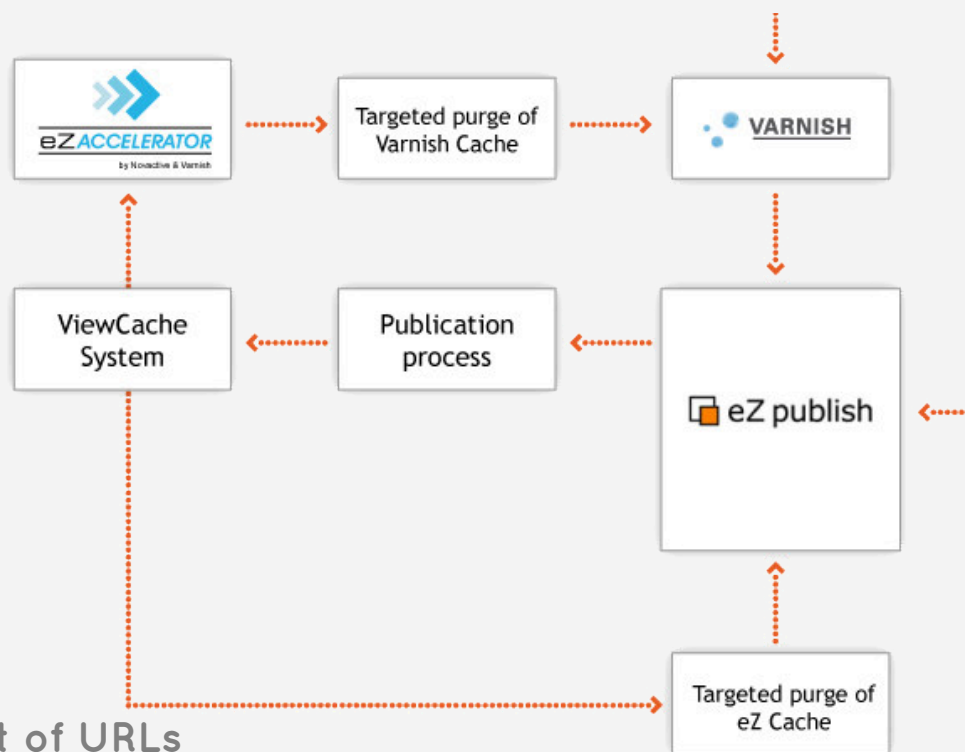 eZ ACCELERATOR
by Novactive & Varnish
Targeted purge of
Varnish Cache
VARNISH
ViewCache
System
Publication
process
eZ publish
Targeted purge of
eZ Cache
of URLs